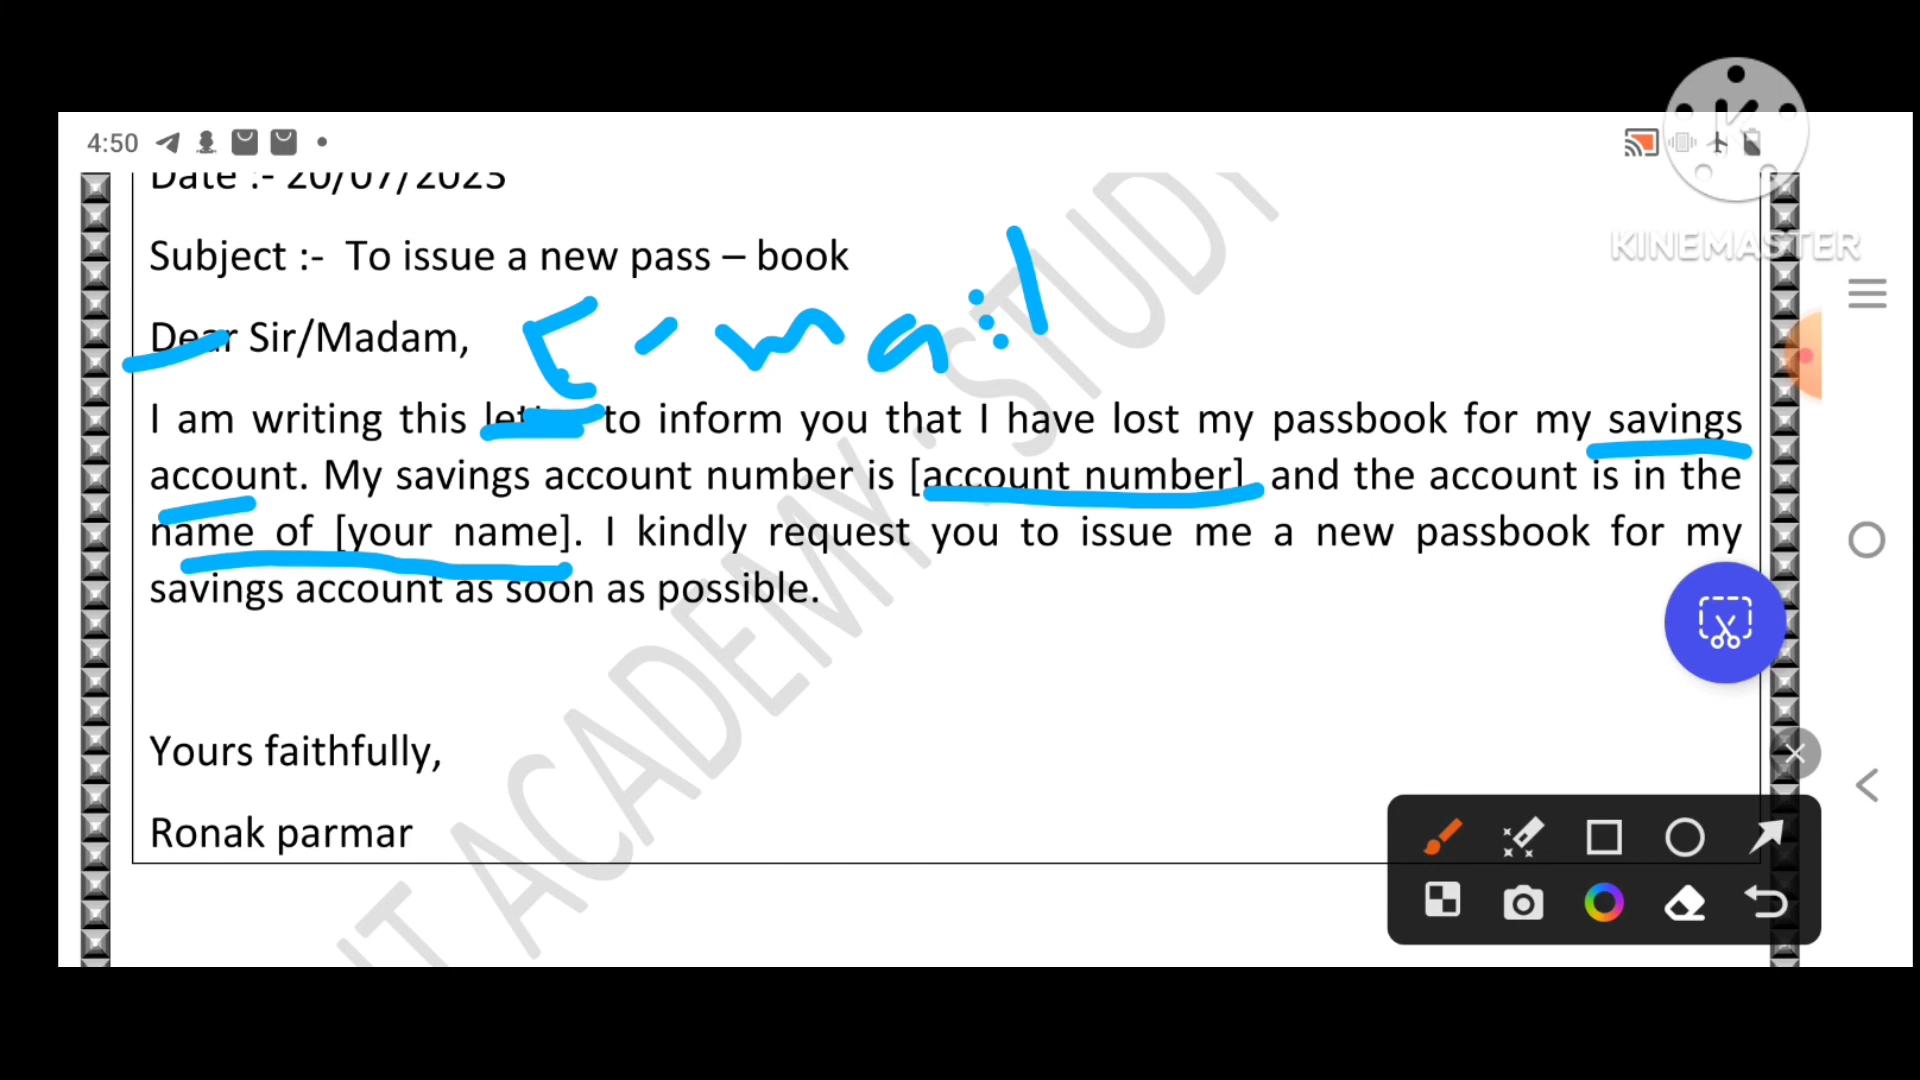 4:50
Date :- 20/07/2023
KINEMASTER
Subject :- To issue a new pass – book
Dear Sir/Madam,
E-mail
I am writing this letter to inform you that I have lost my passbook for my savings
account. My savings account number is [account number] and the account is in the
name of [your name]. I kindly request you to issue me a new passbook for my
savings account as soon as possible.
Yours faithfully,
Ronak parmar
IT ACADEMY : STUDY